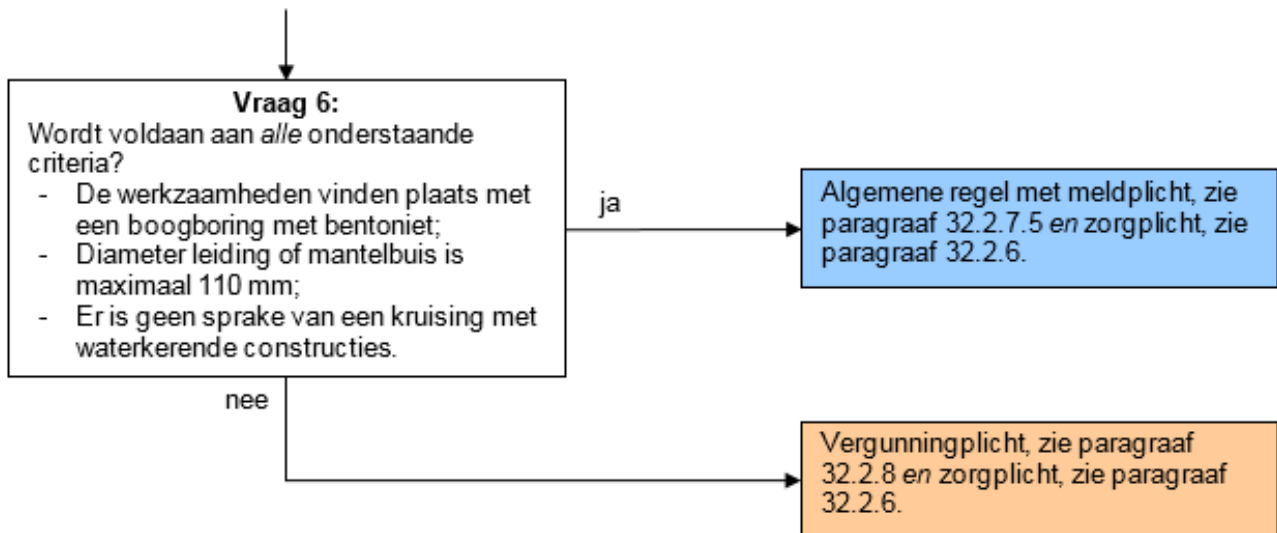 Vraag 6:
Wordt voldaan aan alle onderstaande
criteria?
- De werkzaamheden vinden plaats met
een boogboring met bentoniet;
- Diameter leiding of mantelbuis is
maximaal 110 mm;
- Er is geen sprake van een kruising met
waterkerende constructies.
ja
Algemene regel met meldplicht, zie
paragraaf 32.2.7.5 en zorgplicht, zie
paragraaf 32.2.6.
nee
Vergunningplicht, zie paragraaf
32.2.8 en zorgplicht, zie paragraaf
32.2.6.